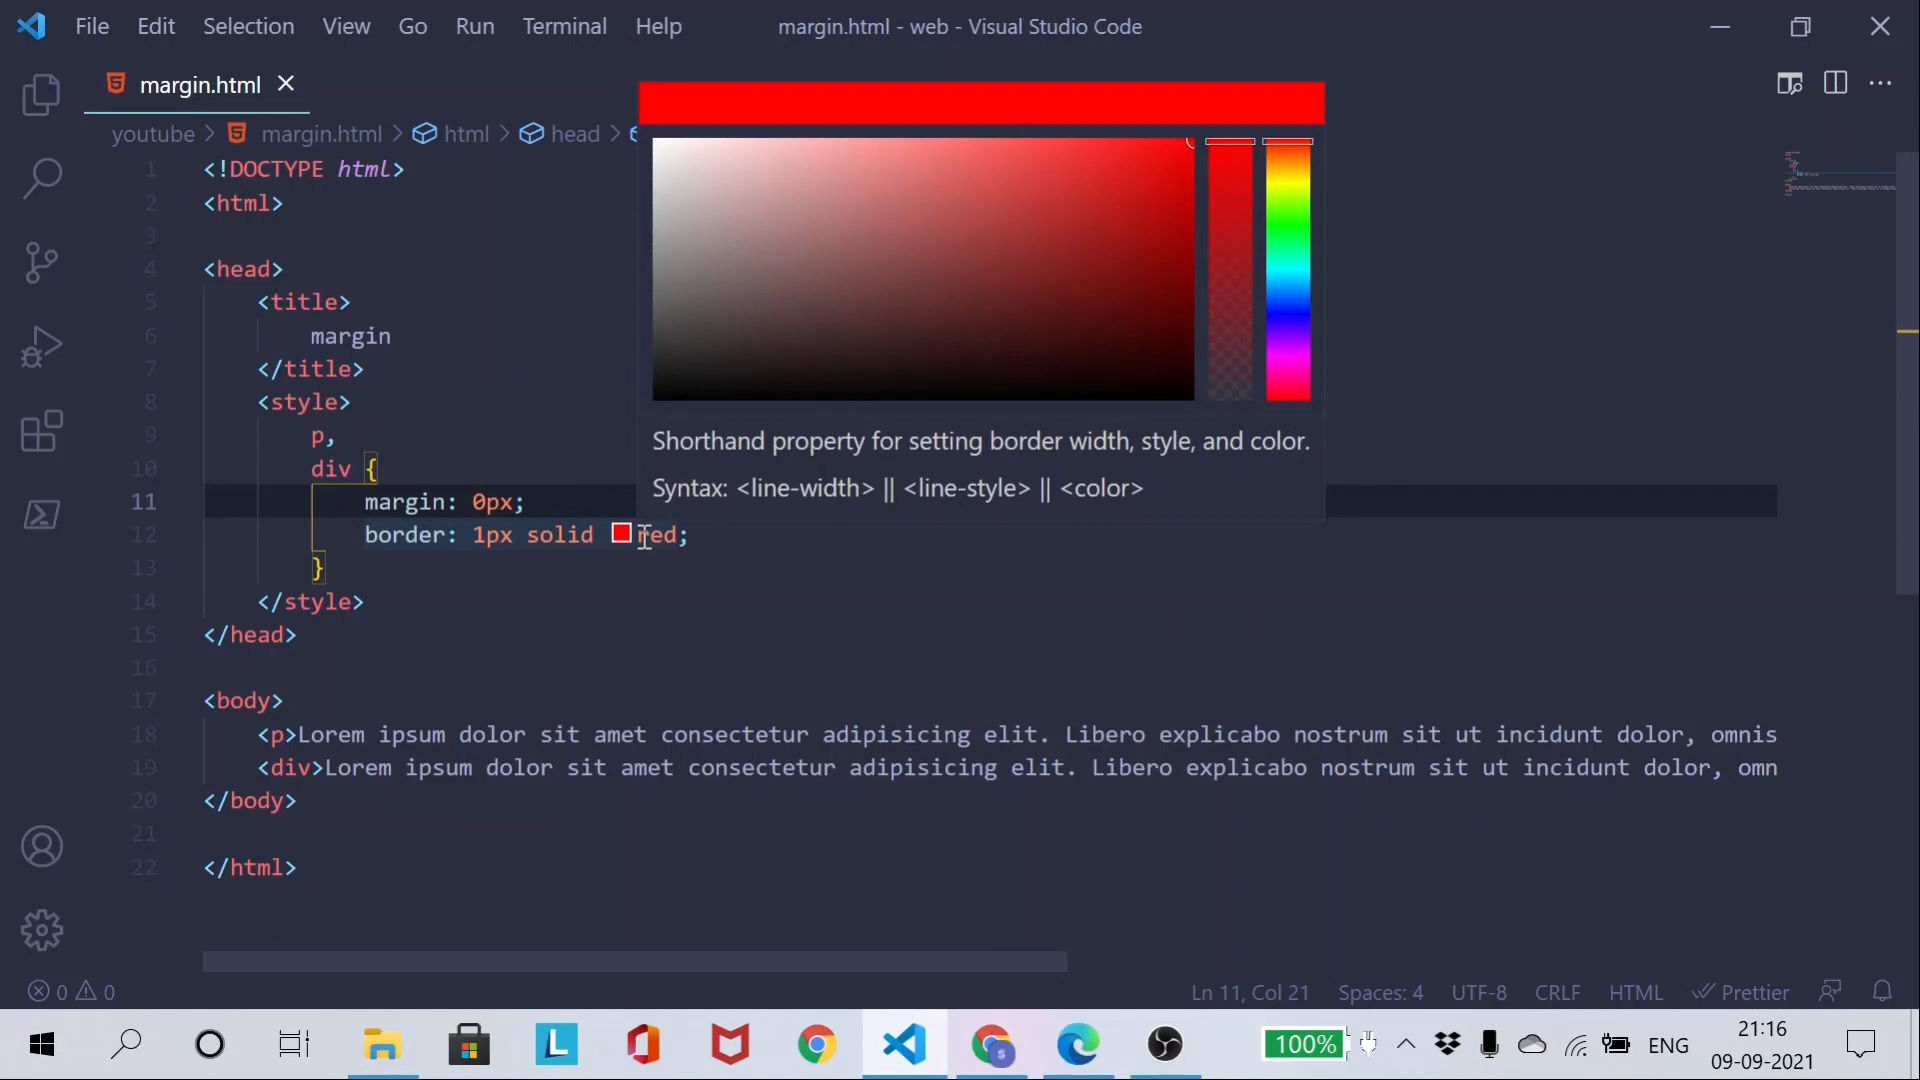 File Edit Selection View Go Run Terminal Help margin.html - web - Visual Studio Code
margin.html
youtube > margin.html > html > head >
1 <!DOCTYPE html>
2 <html>
3
4 <head>
5 <title>
6 margin
7 </title>
8 <style>
9 p,
10 div {
11 margin: 0px;
12 border: 1px solid red;
13 }
14 </style>
15 </head>
16
17 <body>
18 <p>Lorem ipsum dolor sit amet consectetur adipisicing elit. Libero explicabo nostrum sit ut incidunt dolor, omnis
19 <div>Lorem ipsum dolor sit amet consectetur adipisicing elit. Libero explicabo nostrum sit ut incidunt dolor, omn
20 </body>
21
22 </html>
Shorthand property for setting border width, style, and color.
Syntax: <line-width> || <line-style> || <color>
0 0 Ln 11, Col 21 Spaces: 4 UTF-8 CRLF HTML Prettier
L S 100% ENG 21:16
09-09-2021